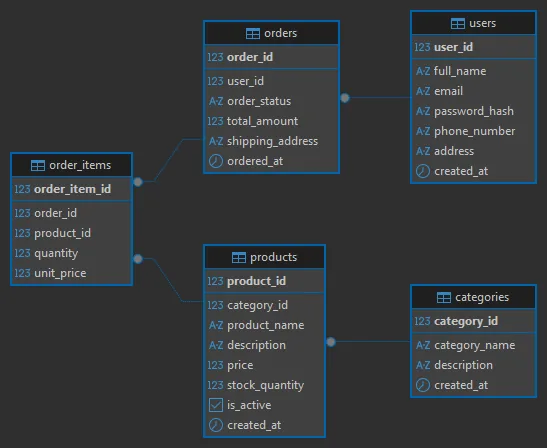 orders
123 order_id
123 user_id
A-Z order_status
123 total_amount
A-Z shipping_address
ordered_at
users
123 user_id
A-Z full_name
A-Z email
A-Z password_hash
A-Z phone_number
A-Z address
created_at
order_items
123 order_item_id
123 order_id
123 product_id
123 quantity
123 unit_price
products
123 product_id
123 category_id
A-Z product_name
A-Z description
123 price
123 stock_quantity
is_active
created_at
categories
123 category_id
A-Z category_name
A-Z description
created_at